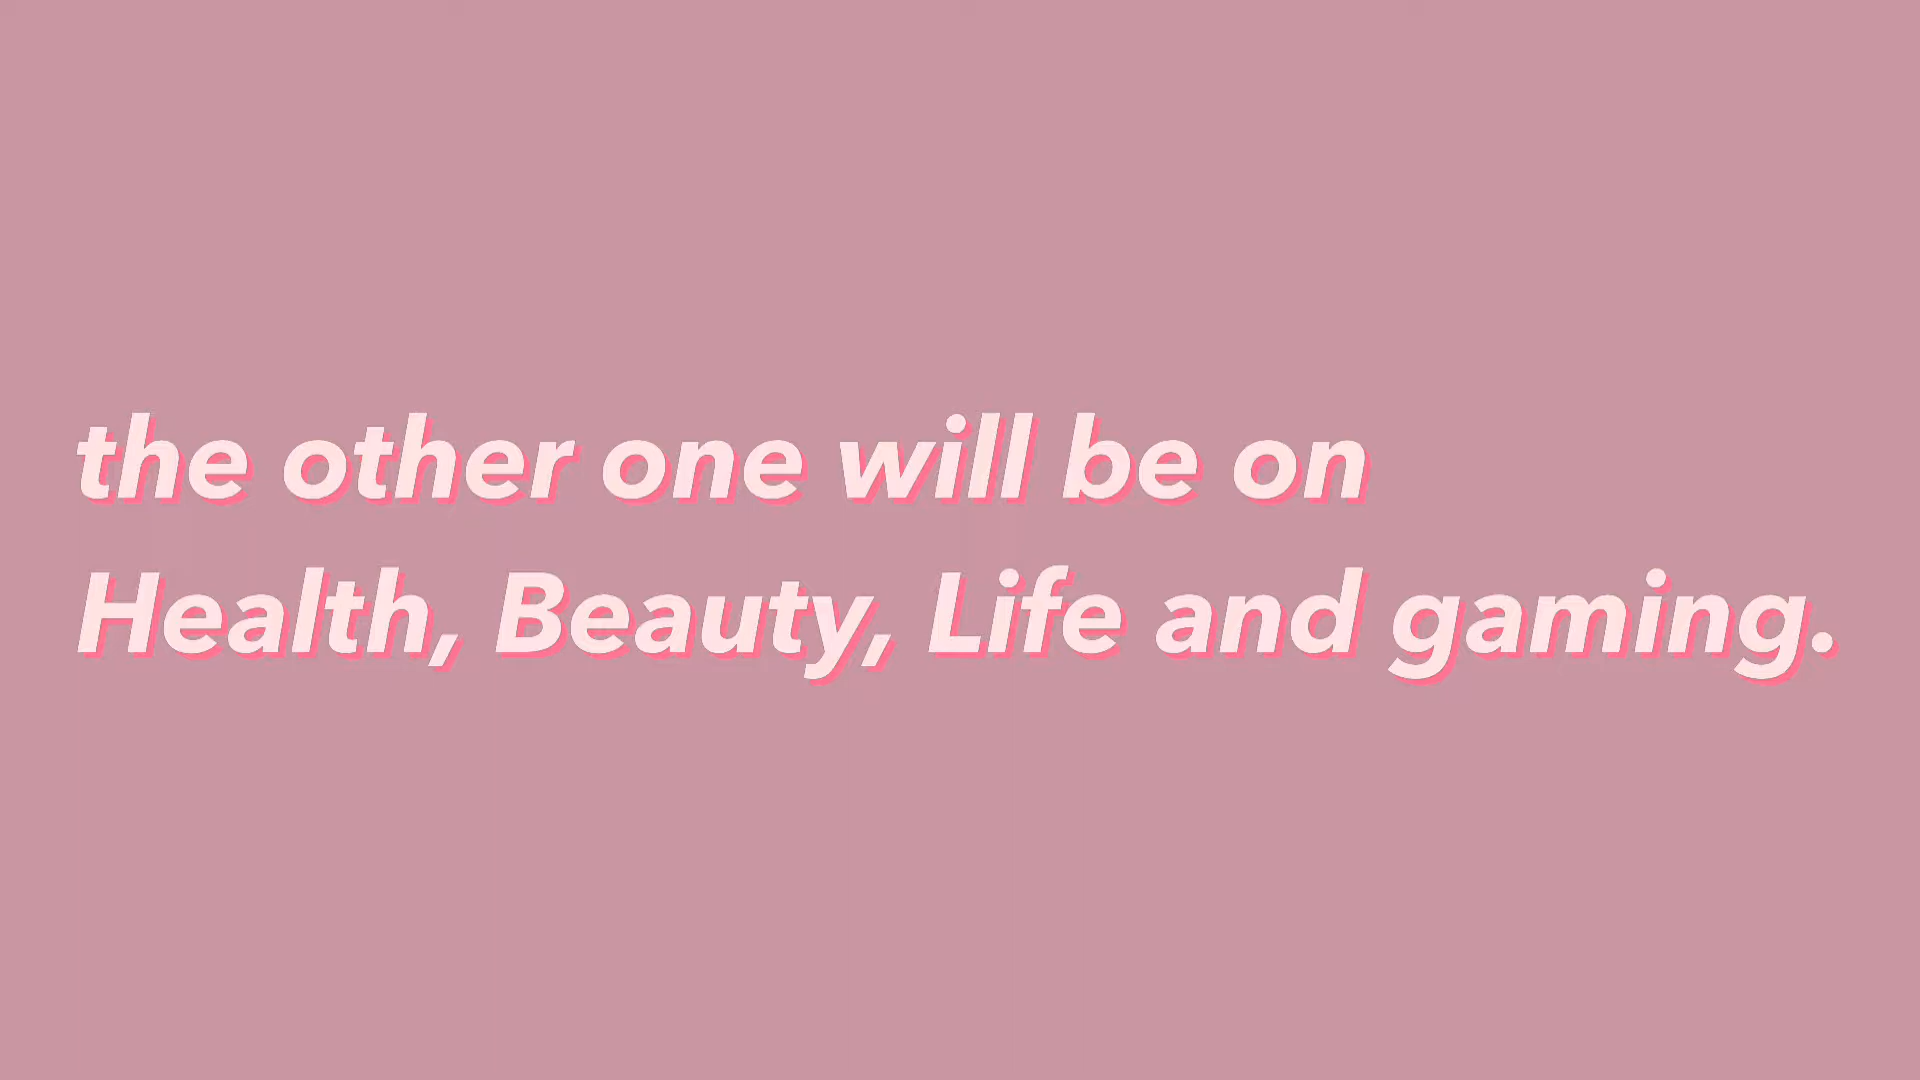 the other one will be on
Health, Beauty, Life and gaming.